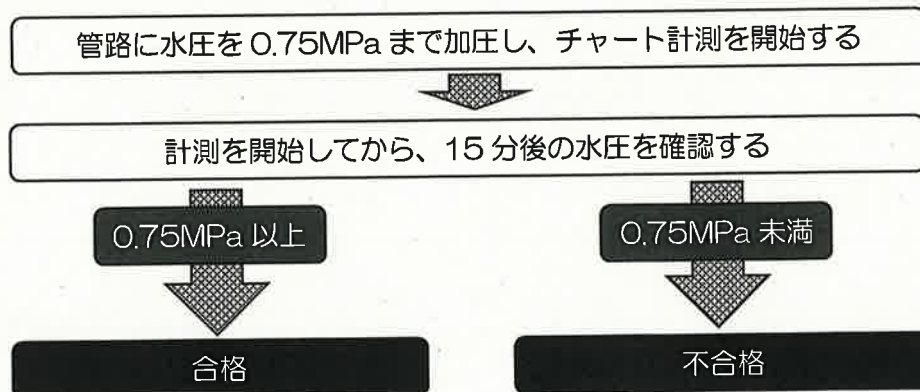 管路に水圧を0.75MPaまで加圧し、チャート計測を開始する
計測を開始してから、15分後の水圧を確認する
0.75MPa以上
0.75MPa未満
合格
不合格